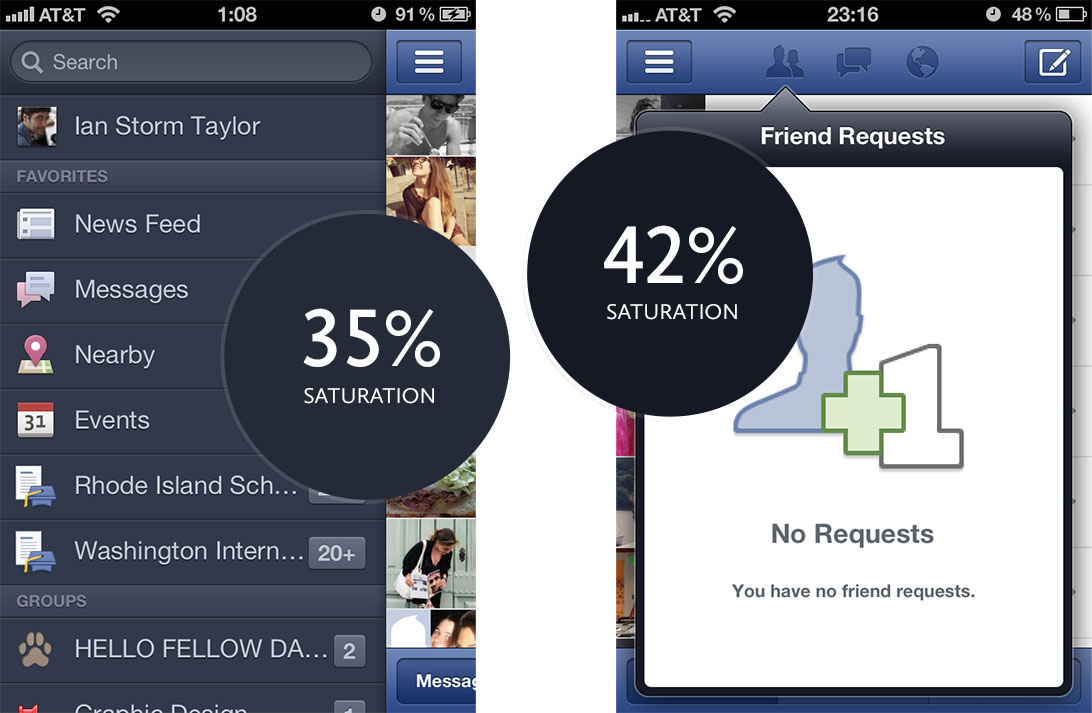 AT&T 1:08 91%
Search
Ian Storm Taylor
FAVORITES
News Feed
Messages
Nearby
31 Events
Rhode Island Sch...
Washington Intern... 20+
GROUPS
HELLO FELLOW DA... 2
Graphic Design 1
Messag
35%
SATURATION
AT&T 23:16 48%
Friend Requests
42%
SATURATION
No Requests
You have no friend requests.